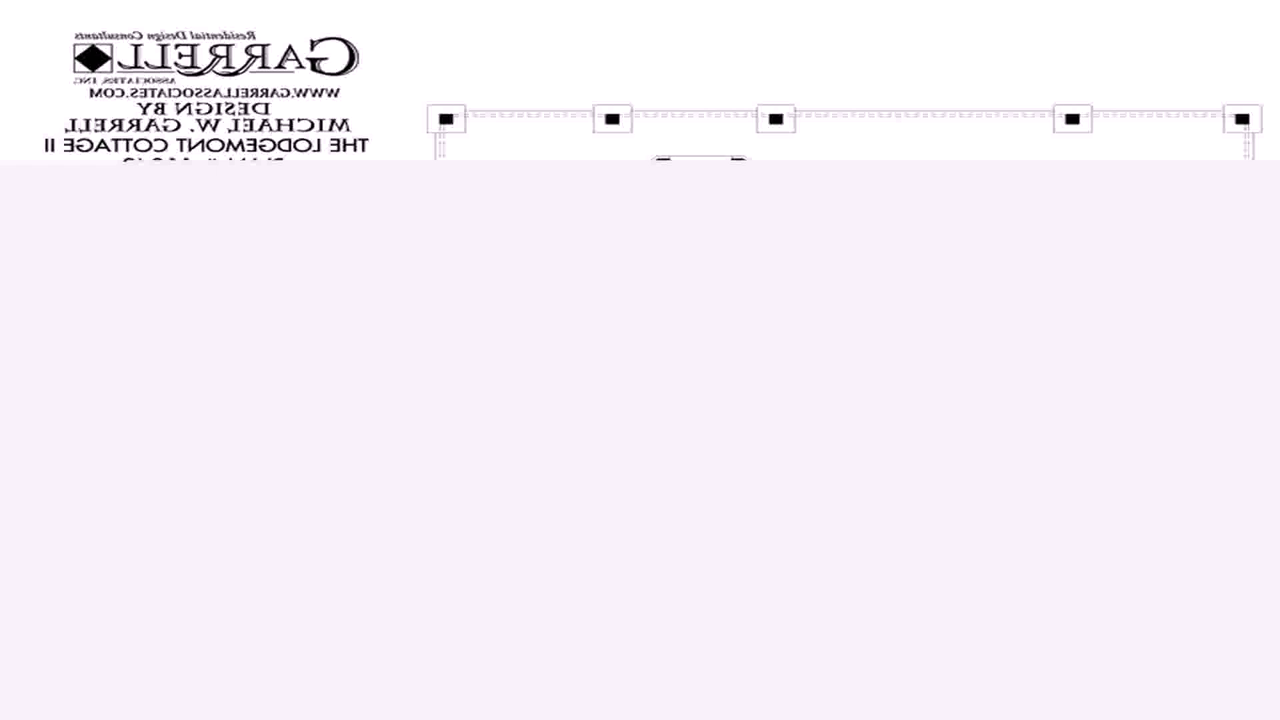 Residential Design Consultants
GARRELL
ASSOCIATES, INC.
WWW.GARRELLASSOCIATES.COM
DESIGN BY
MICHAEL W. GARRELL
THE LODGEMONT COTTAGE II